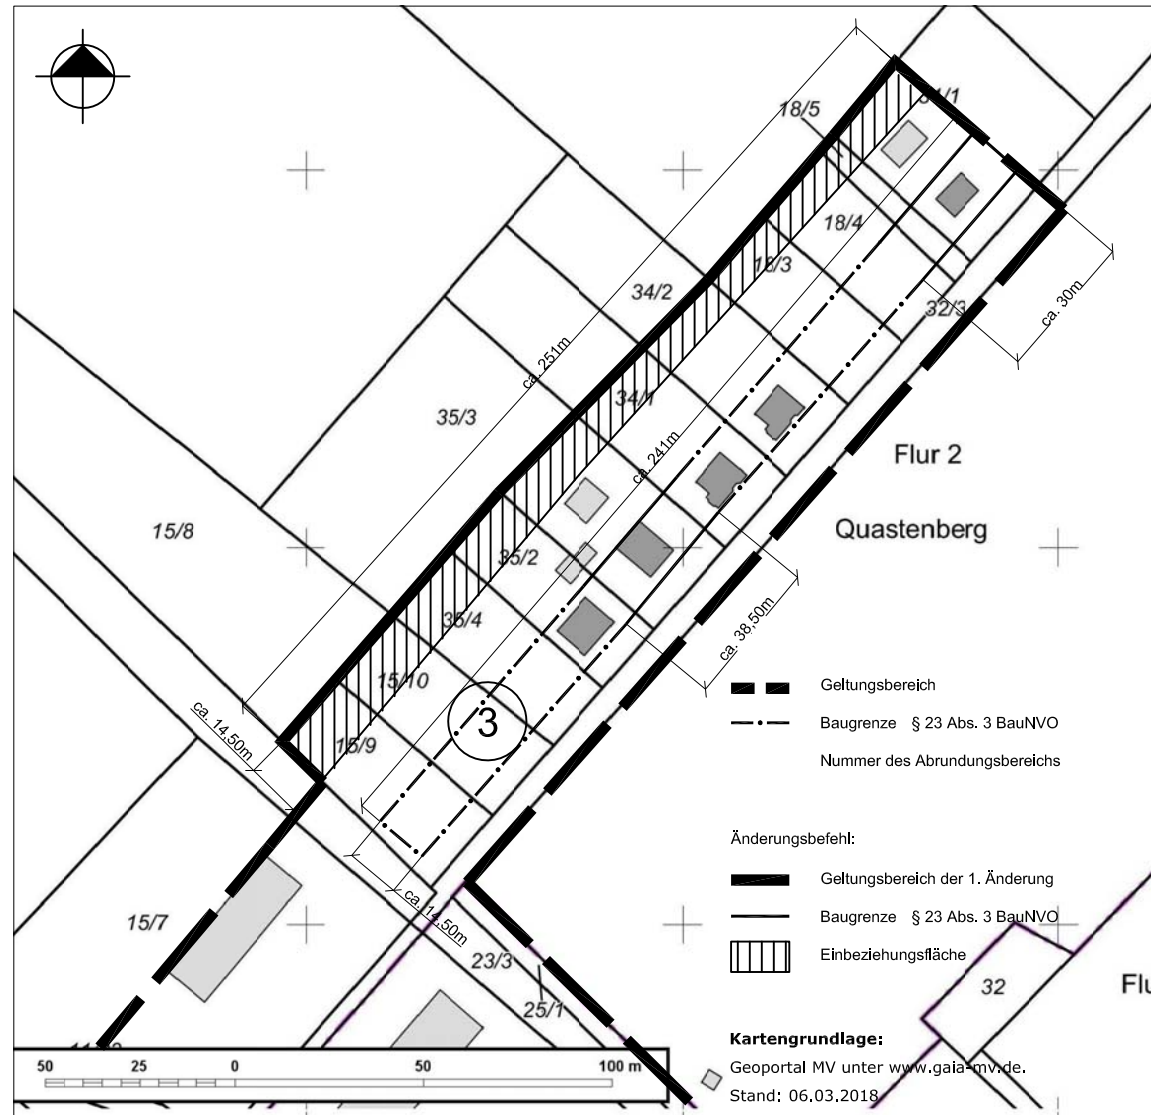 18/5
31/1
18/4
18/3
34/2
32/3
ca. 30m
ca. 251m
34/1
35/3
ca. 241m
Flur 2
15/8
Quastenberg
35/2
35/4
ca. 38,50m
15/10
ca. 14,50m
15/9
3
Geltungsbereich
Baugrenze § 23 Abs. 3 BauNVO
Nummer des Abrundungsbereichs
Änderungsbefehl:
Geltungsbereich der 1. Änderung
Baugrenze § 23 Abs. 3 BauNVO
Einbeziehungsfläche
ca. 14,50m
15/7
23/3
25/1
32
Flu
Kartengrundlage:
Geoportal MV unter www.gaia-mv.de.
Stand: 06.03.2018
50 25 0 50 100 m